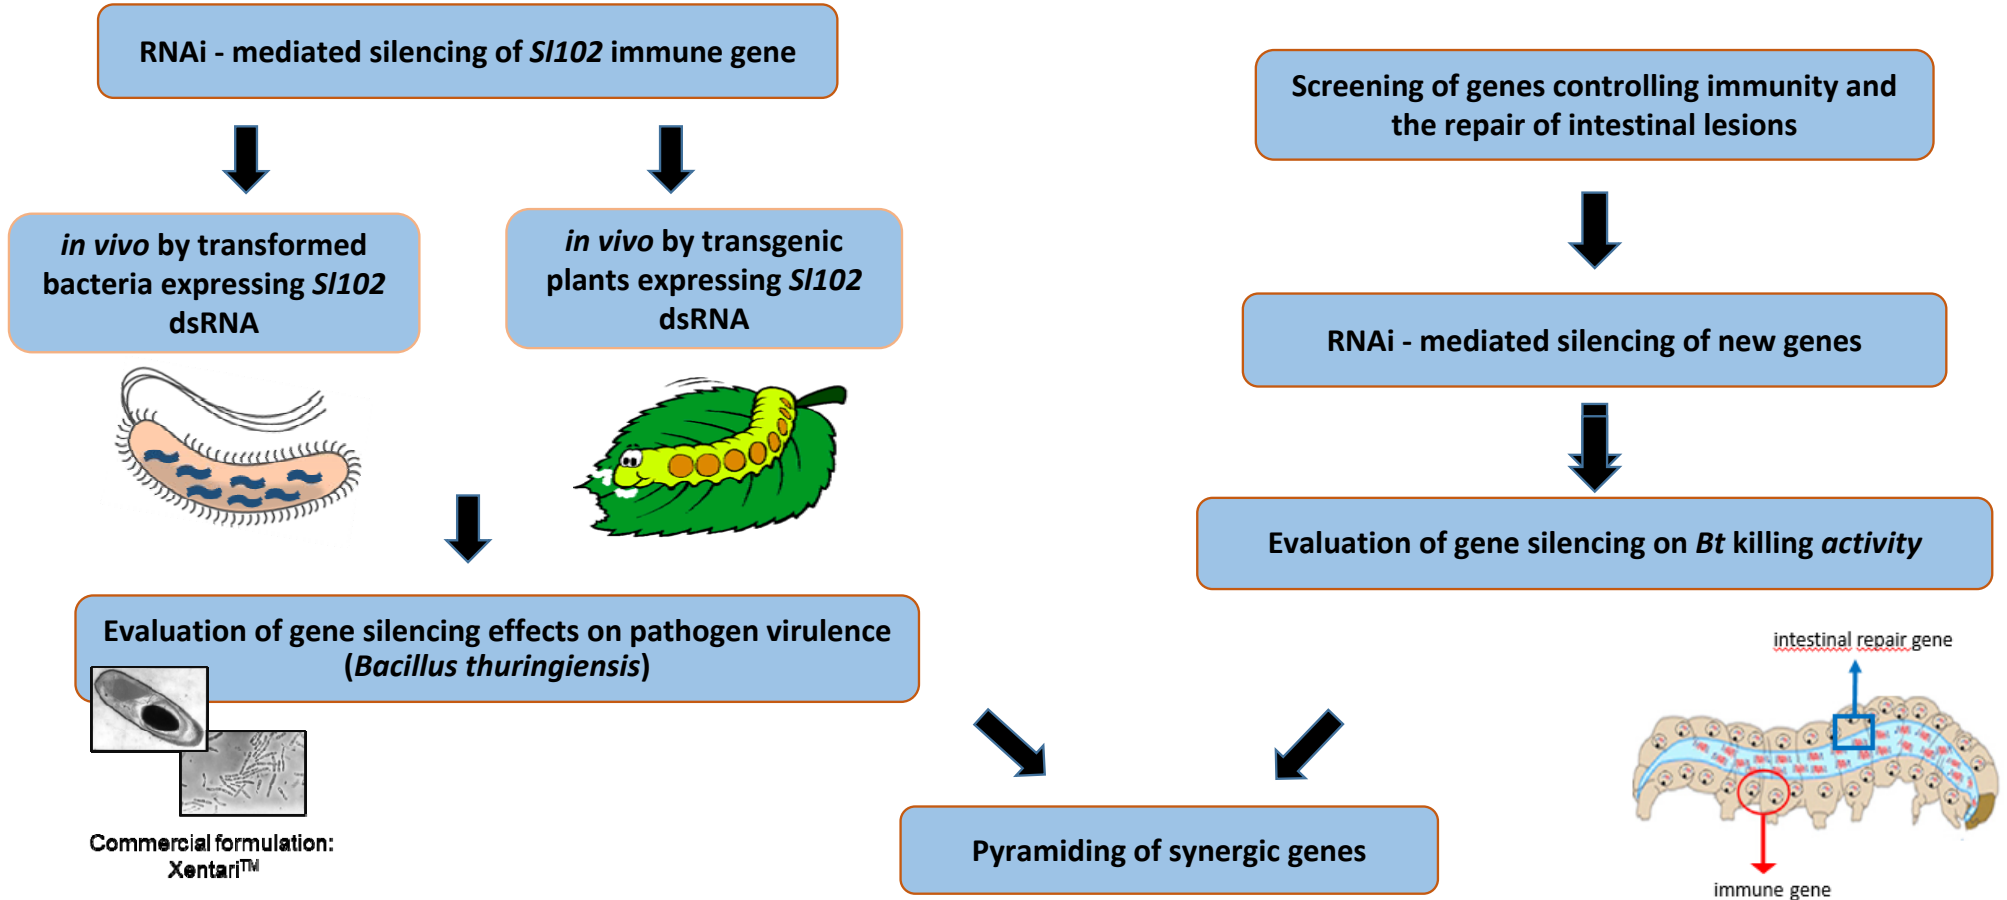 RNAi - mediated silencing of Sl102 immune gene
in vivo by transformed
bacteria expressing Sl102
dsRNA
in vivo by transgenic
plants expressing Sl102
dsRNA
Evaluation of gene silencing effects on pathogen virulence
(Bacillus thuringiensis)
Commercial formulation:
Xentari™
Screening of genes controlling immunity and
the repair of intestinal lesions
RNAi - mediated silencing of new genes
Evaluation of gene silencing on Bt killing activity
intestinal repair gene
immune gene
Pyramiding of synergic genes